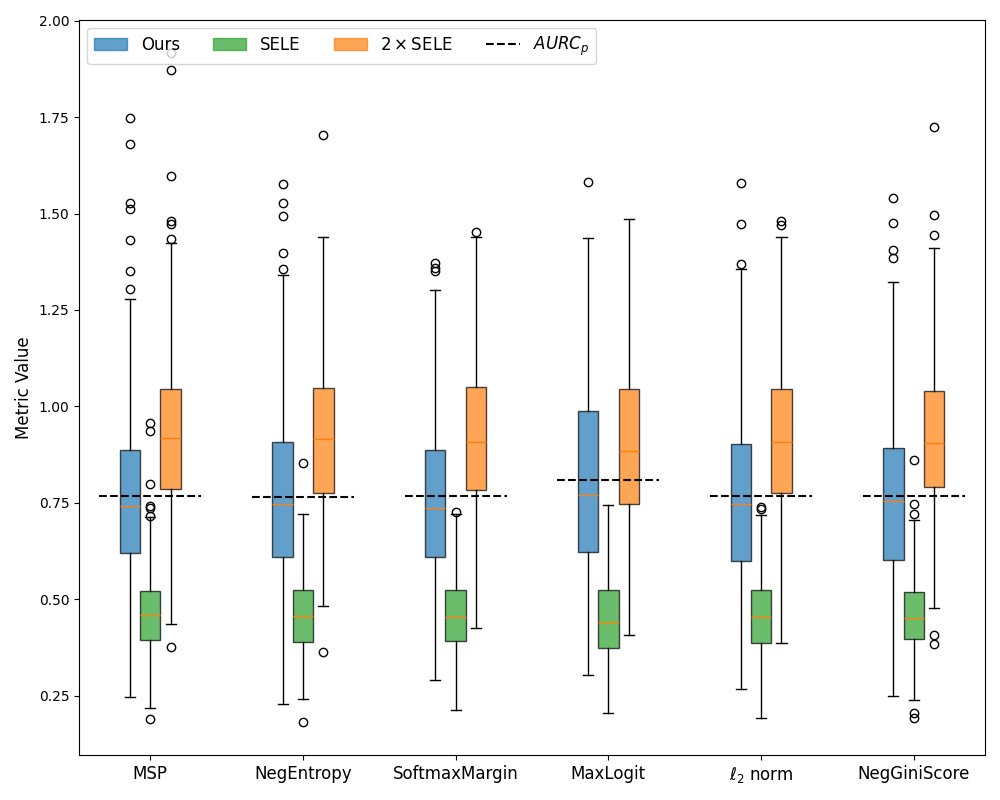 Ours SELE 2 × SELE AURC_p
Metric Value
2.00
1.75
1.50
1.25
1.00
0.75
0.50
0.25
MSP NegEntropy SoftmaxMargin MaxLogit ℓ₂ norm NegGiniScore